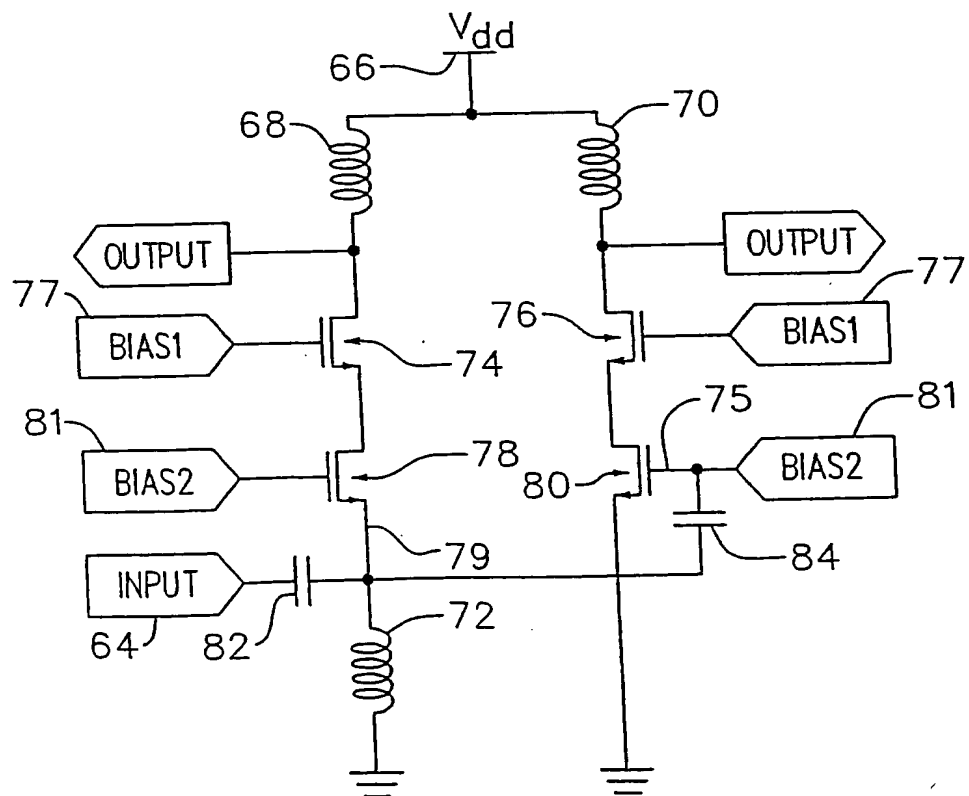 Vdd
66
68
70
OUTPUT
OUTPUT
77
77
BIAS1
76
BIAS1
74
75
81
81
BIAS2
78
80
BIAS2
79
84
INPUT
72
64
82